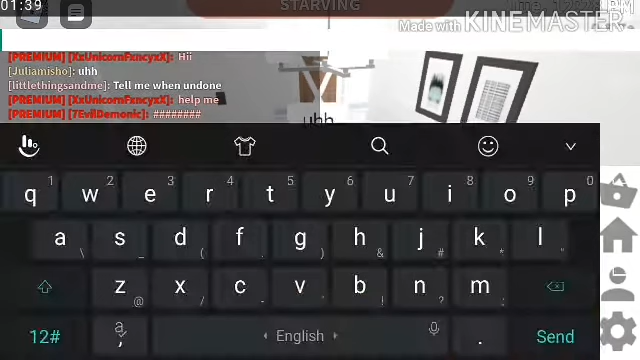 01:39
STARVING
Made with KINEMASTER
[PREMIUM] [XxUnicornFxncyxX]: Hii
[Juliamisho]: uhh
[littlethingsandme]: Tell me when undone
[PREMIUM] [XxUnicornFxncyxX]: help me
[PREMIUM] [7EvilDemonic]: ########
uhh
q 1 w 2 e 3 r 4 t 5 y 6 u 7 i 8 o 9 p 0
a \ s _ d ( f : g ) h & j # k * l "
z @ x / c - v ' b ! n ? m ;
12# a , English . Send